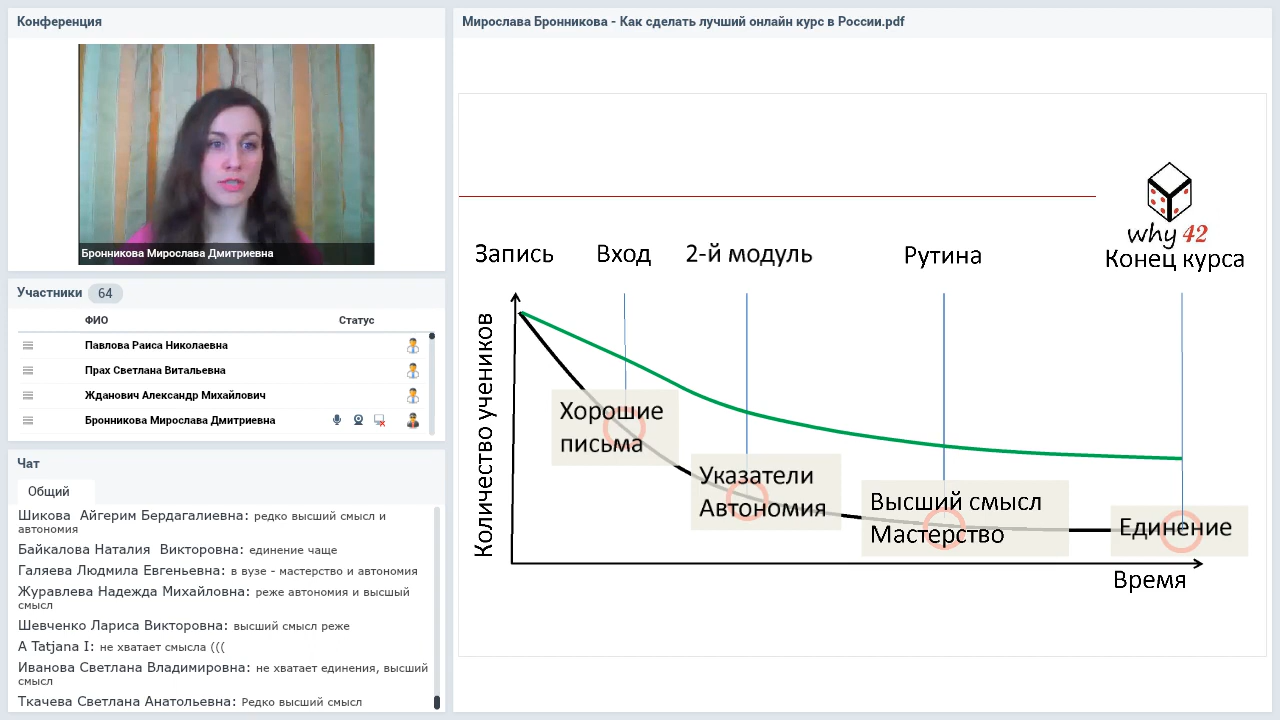 Конференция
Бронникова Мирослава Дмитриевна
Участники 64
ФИО Статус
Павлова Раиса Николаевна
Прах Светлана Витальевна
Жданович Александр Михайлович
Бронникова Мирослава Дмитриевна
Чат
Общий
Шикова Айгерим Бердагалиевна: редко высший смысл и
автономия
Байкалова Наталия Викторовна: единение чаще
Галяева Людмила Евгеньевна: в вузе - мастерство и автономия
Журавлева Надежда Михайловна: реже автономия и высшый
смысл
Шевченко Лариса Викторовна: высший смысл реже
A Tatjana I: не хватает смысла (((
Иванова Светлана Владимировна: не хватает единения, высший
смысл
Ткачева Светлана Анатольевна: Редко высший смысл
Мирослава Бронникова - Как сделать лучший онлайн курс в России.pdf
why 42
Запись Вход 2-й модуль Рутина Конец курса
Количество учеников
Хорошие
письма
Указатели
Автономия
Высший смысл
Мастерство
Единение
Время